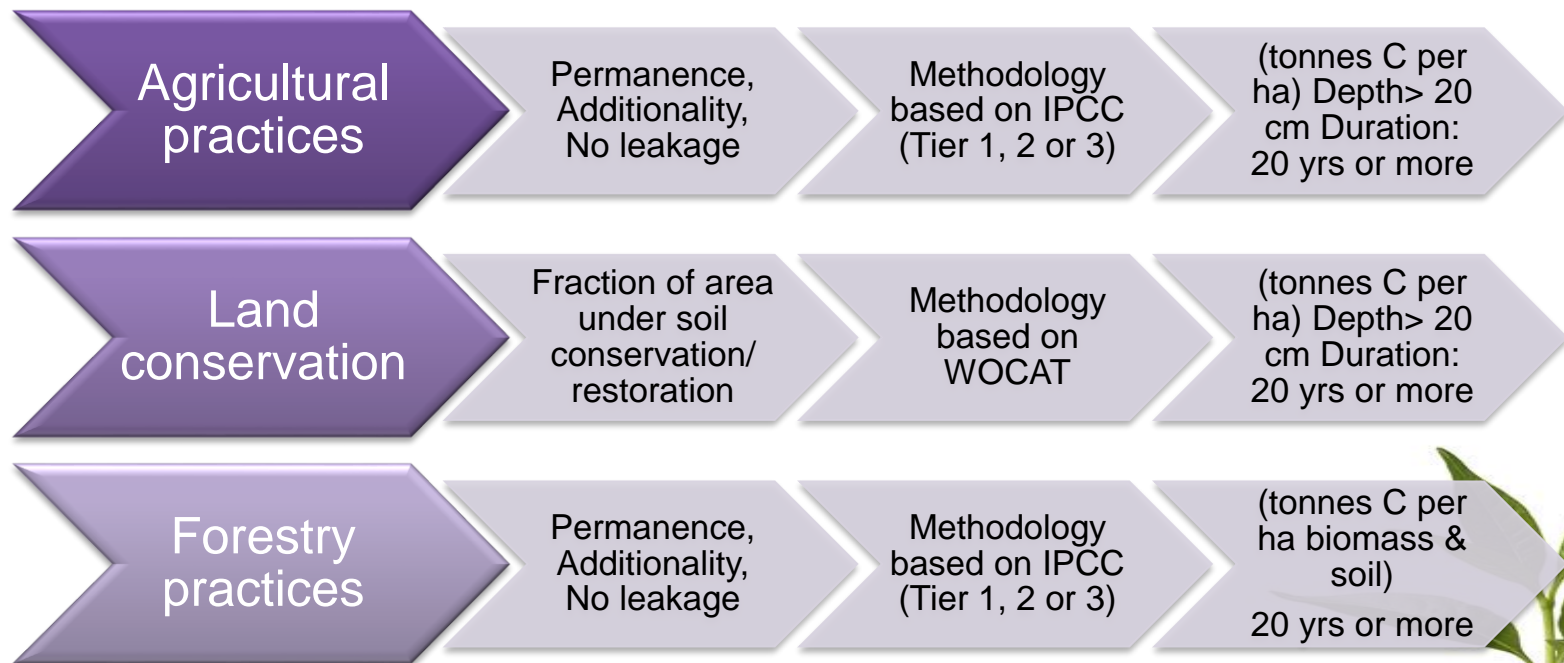 Agricultural
practices
Permanence,
Additionality,
No leakage
Methodology
based on IPCC
(Tier 1, 2 or 3)
(tonnes C per
ha) Depth> 20
cm Duration:
20 yrs or more
Land
conservation
Fraction of area
under soil
conservation/
restoration
Methodology
based on
WOCAT
(tonnes C per
ha) Depth> 20
cm Duration:
20 yrs or more
Forestry
practices
Permanence,
Additionality,
No leakage
Methodology
based on IPCC
(Tier 1, 2 or 3)
(tonnes C per
ha biomass &
soil)
20 yrs or more